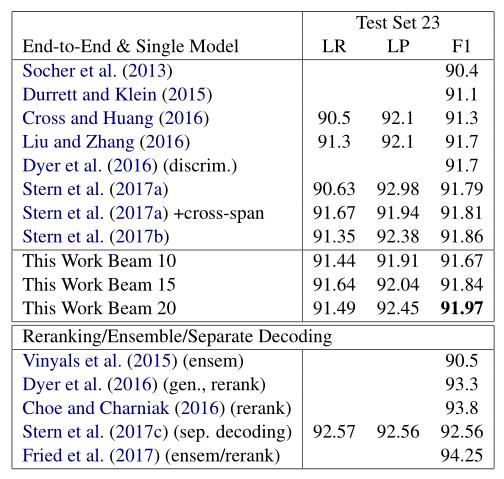 Test Set 23
End-to-End & Single Model LR LP F1
Socher et al. (2013) 90.4
Durrett and Klein (2015) 91.1
Cross and Huang (2016) 90.5 92.1 91.3
Liu and Zhang (2016) 91.3 92.1 91.7
Dyer et al. (2016) (discrim.) 91.7
Stern et al. (2017a) 90.63 92.98 91.79
Stern et al. (2017a) +cross-span 91.67 91.94 91.81
Stern et al. (2017b) 91.35 92.38 91.86
This Work Beam 10 91.44 91.91 91.67
This Work Beam 15 91.64 92.04 91.84
This Work Beam 20 91.49 92.45 91.97
Reranking/Ensemble/Separate Decoding
Vinyals et al. (2015) (ensem) 90.5
Dyer et al. (2016) (gen., rerank) 93.3
Choe and Charniak (2016) (rerank) 93.8
Stern et al. (2017c) (sep. decoding) 92.57 92.56 92.56
Fried et al. (2017) (ensem/rerank) 94.25